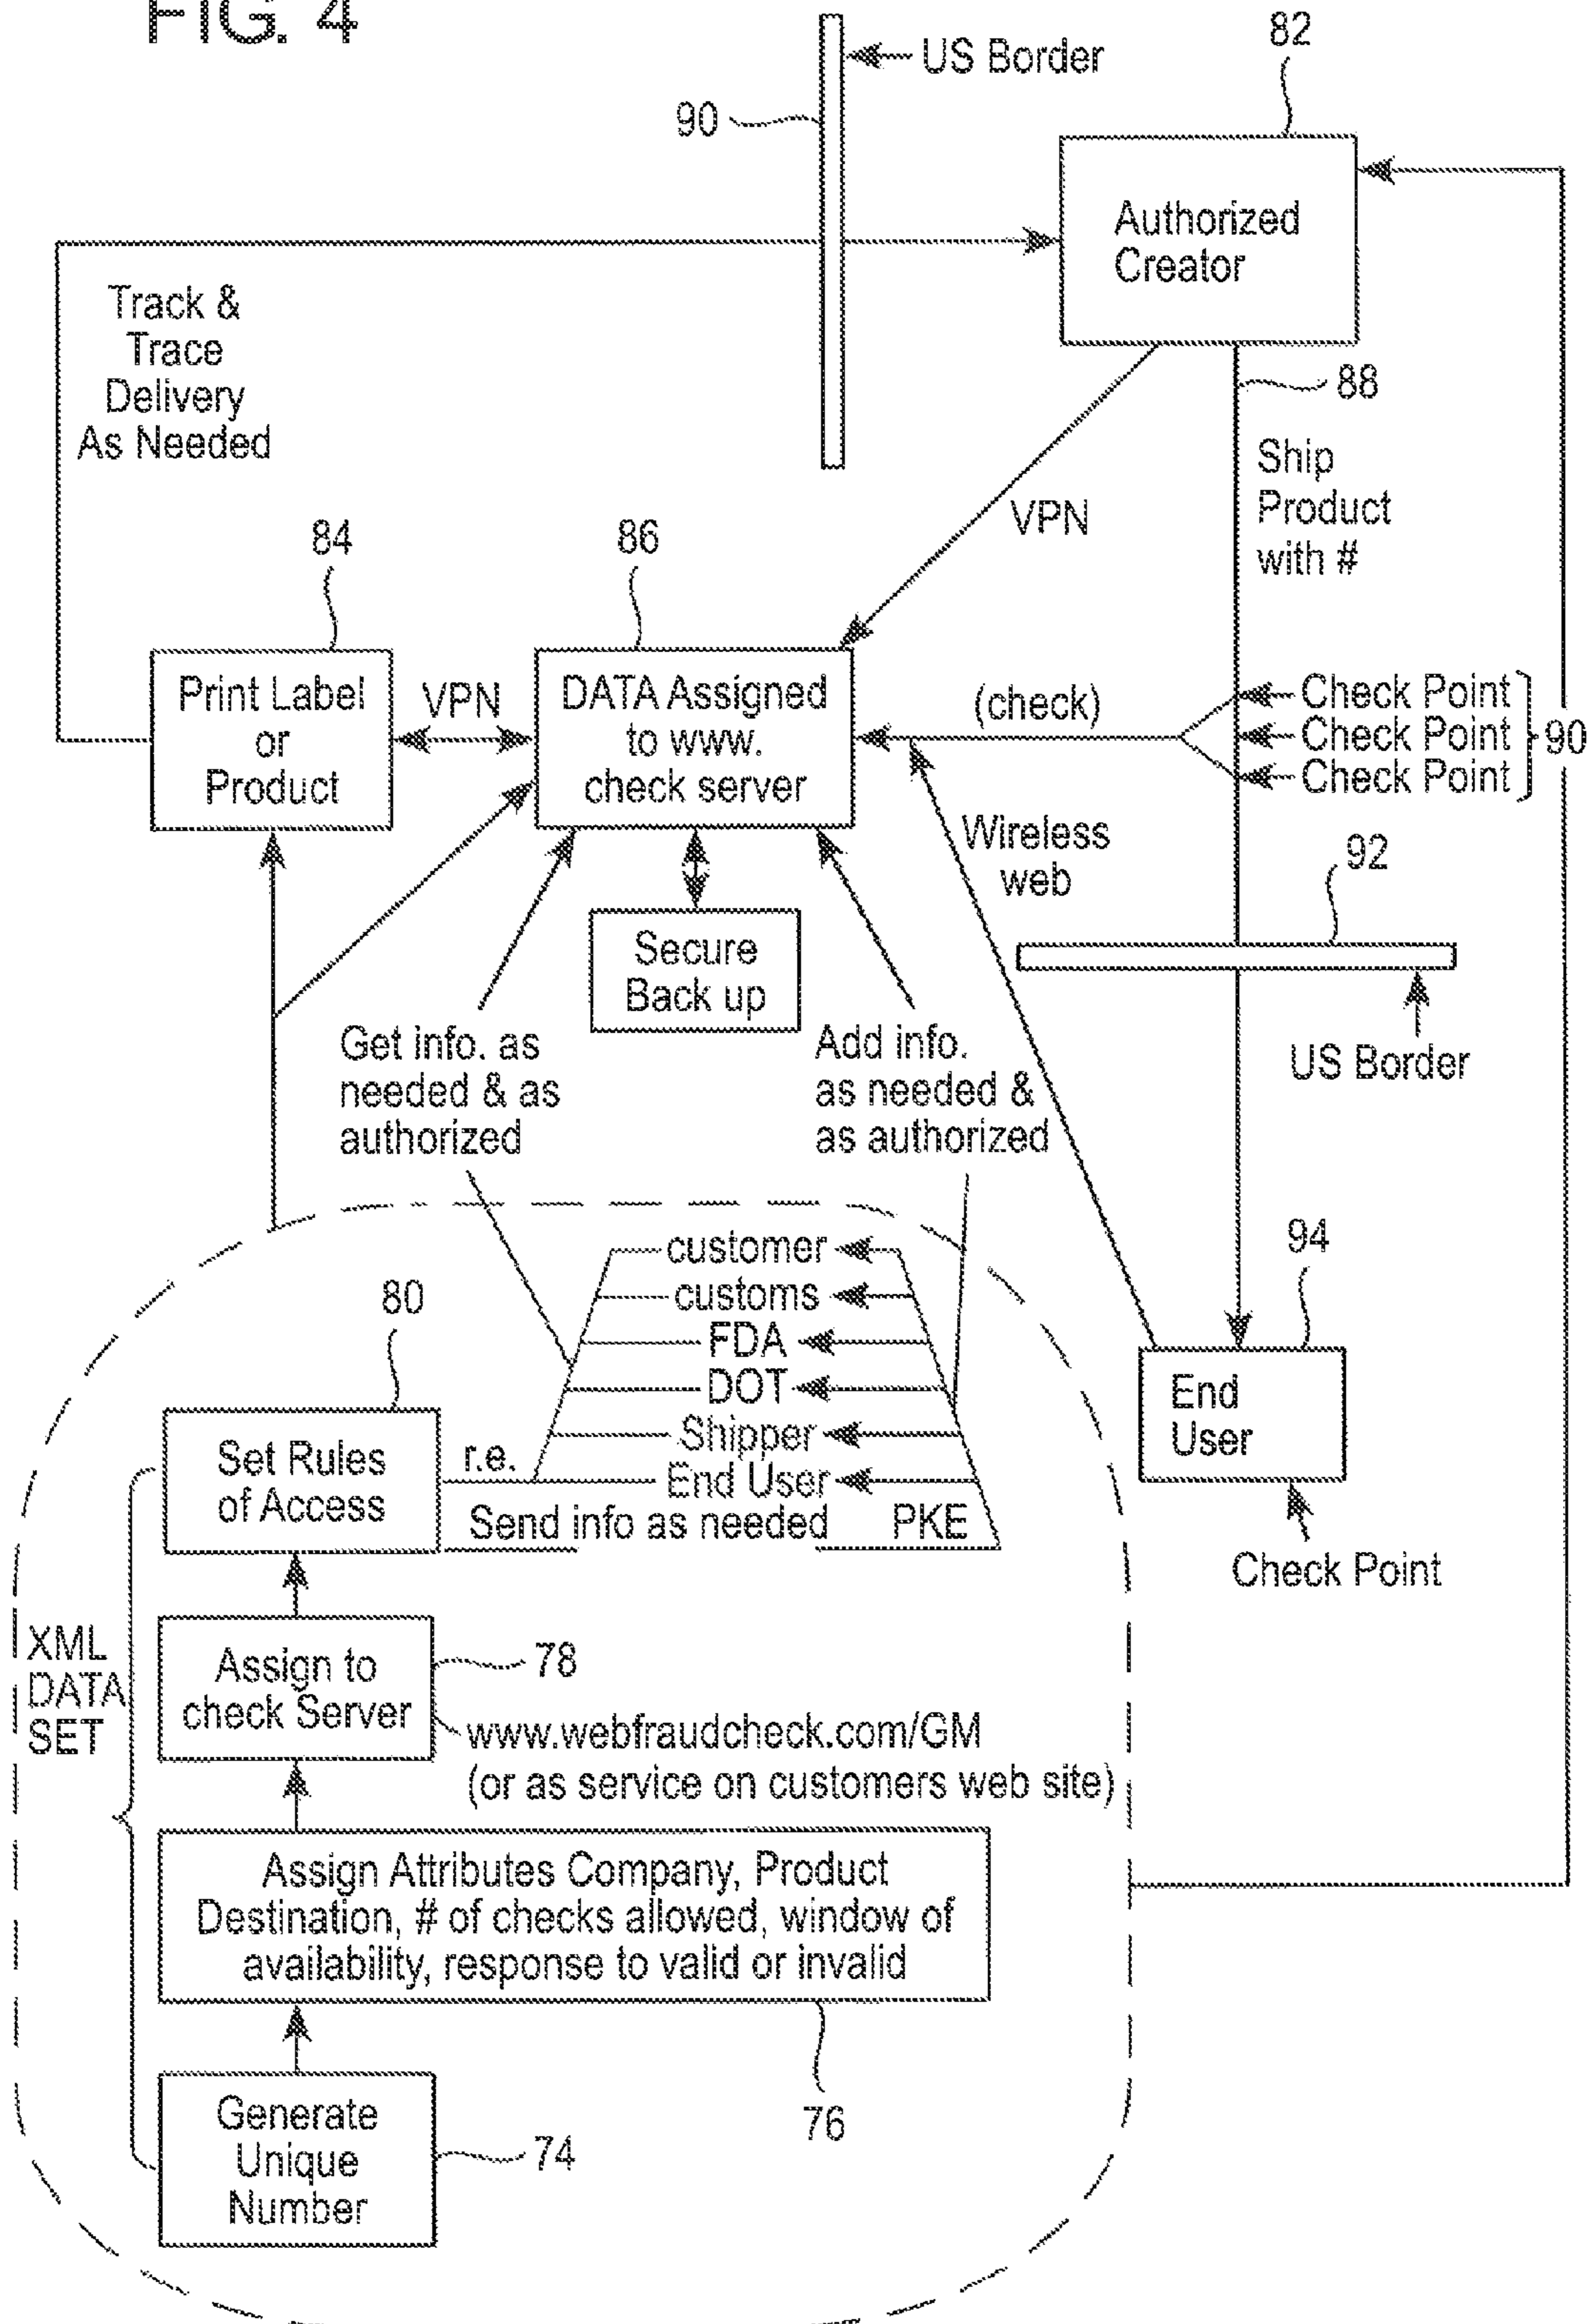 FIG. 4
US Border
82
90
Authorized
Creator
Track &
Trace
Delivery
As Needed
88
Ship
Product
with #
VPN
84
86
Print Label
or
Product
VPN
DATA Assigned
to www.
check server
(check)
Check Point
Check Point
Check Point
90
Wireless
web
92
Secure
Back up
US Border
Get info. as
needed & as
authorized
Add info.
as needed &
as authorized
94
End
User
Check Point
customer
customs
FDA
DOT
Shipper
End User
80
Set Rules
of Access
r.e.
Send info as needed
PKE
XML
DATA
SET
Assign to
check Server
78
www.webfraudcheck.com/GM
(or as service on customers web site)
Assign Attributes Company, Product
Destination, # of checks allowed, window of
availability, response to valid or invalid
76
Generate
Unique
Number
74